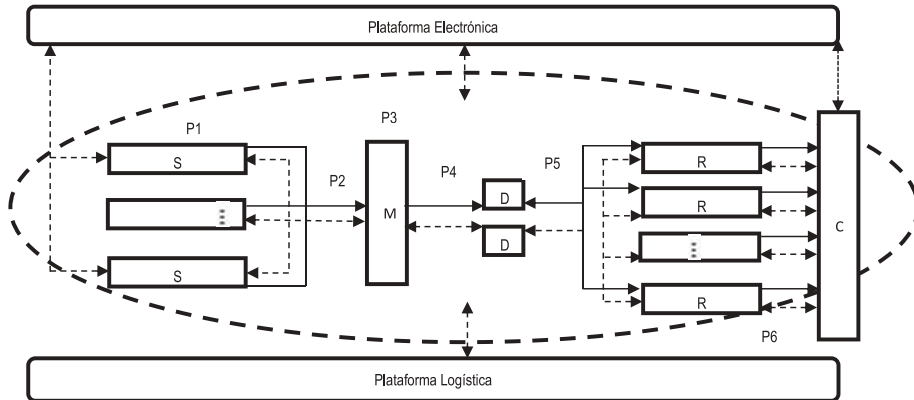 Plataforma Electrónica
P1
P3
S
P2
P4
P5
R
M
D
R
C
D
S
R
P6
Plataforma Logística